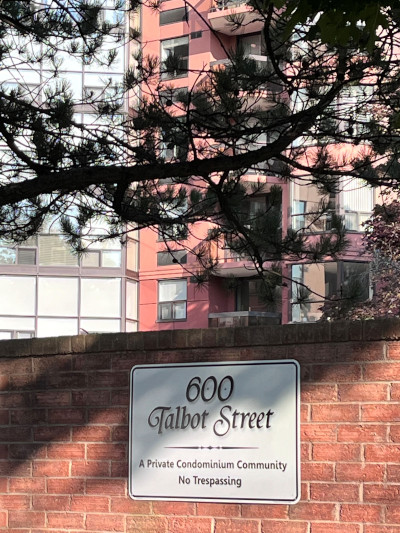 600
Talbot Street
A Private Condominium Community
No Trespassing